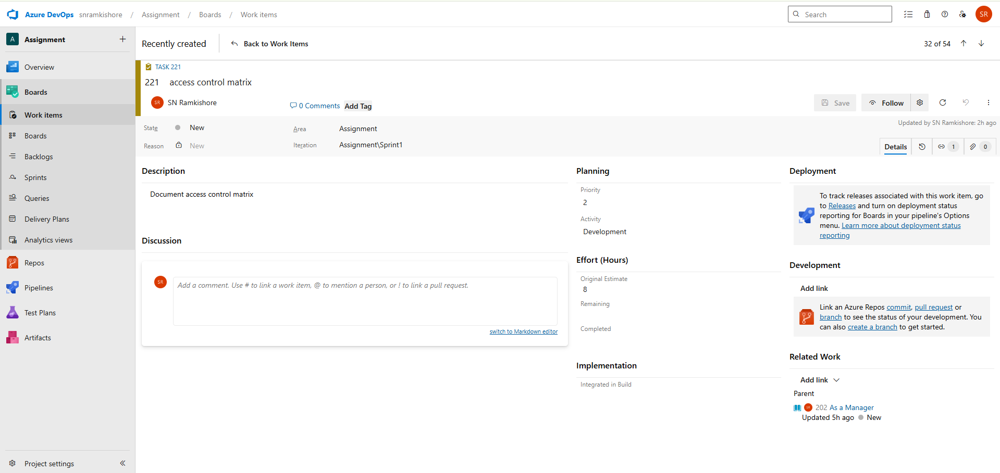 Azure DevOps snramkishore / Assignment / Boards / Work items
Search
SR
A Assignment
Recently created
Back to Work Items
32 of 54
Overview
Boards
Work items
Boards
Backlogs
Sprints
Queries
Delivery Plans
Analytics views
Repos
Pipelines
Test Plans
Artifacts
Project settings
TASK 221
221 access control matrix
SR SN Ramkishore
0 Comments Add Tag
Save
Follow
Updated by SN Ramkishore: 2h ago
State New
Area Assignment
Reason New
Iteration Assignment\Sprint1
Details
1
0
Description
Document access control matrix
Discussion
SR
Add a comment. Use # to link a work item, @ to mention a person, or ! to link a pull request.
switch to Markdown editor
Planning
Priority
2
Activity
Development
Effort (Hours)
Original Estimate
8
Remaining
Completed
Implementation
Integrated in Build
Deployment
To track releases associated with this work item, go
to Releases and turn on deployment status
reporting for Boards in your pipeline's Options
menu. Learn more about deployment status
reporting
Development
Add link
Link an Azure Repos commit, pull request or
branch to see the status of your development. You
can also create a branch to get started.
Related Work
Add link
Parent
SR 202 As a Manager
Updated 5h ago New